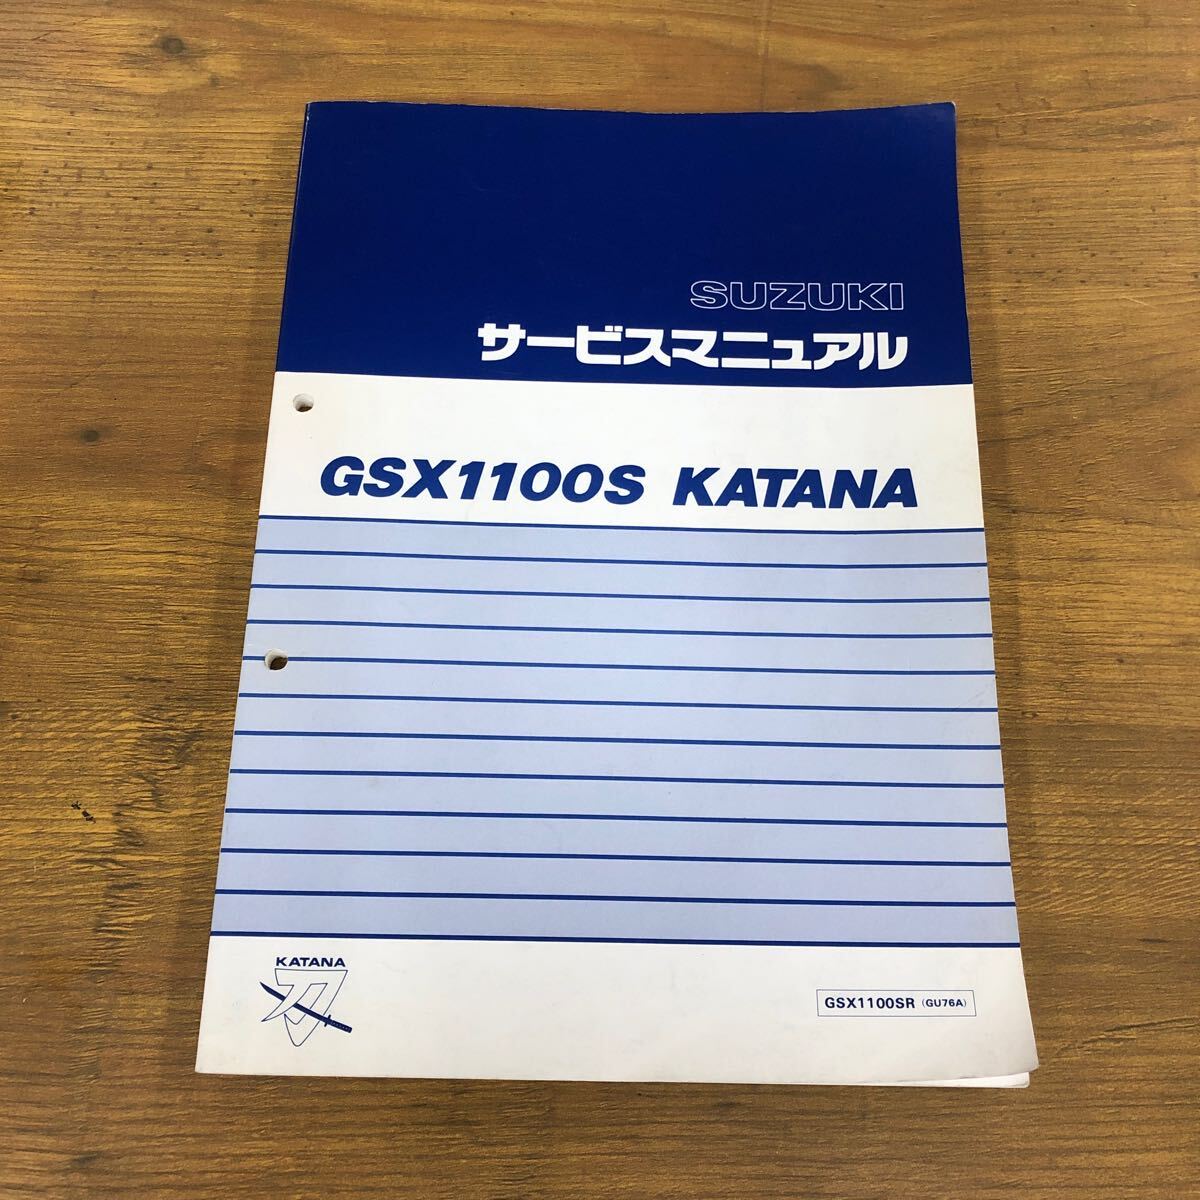 SUZUKI
サービスマニュアル
GSX1100S KATANA
KATANA
刀
GSX1100SR (GU76A)